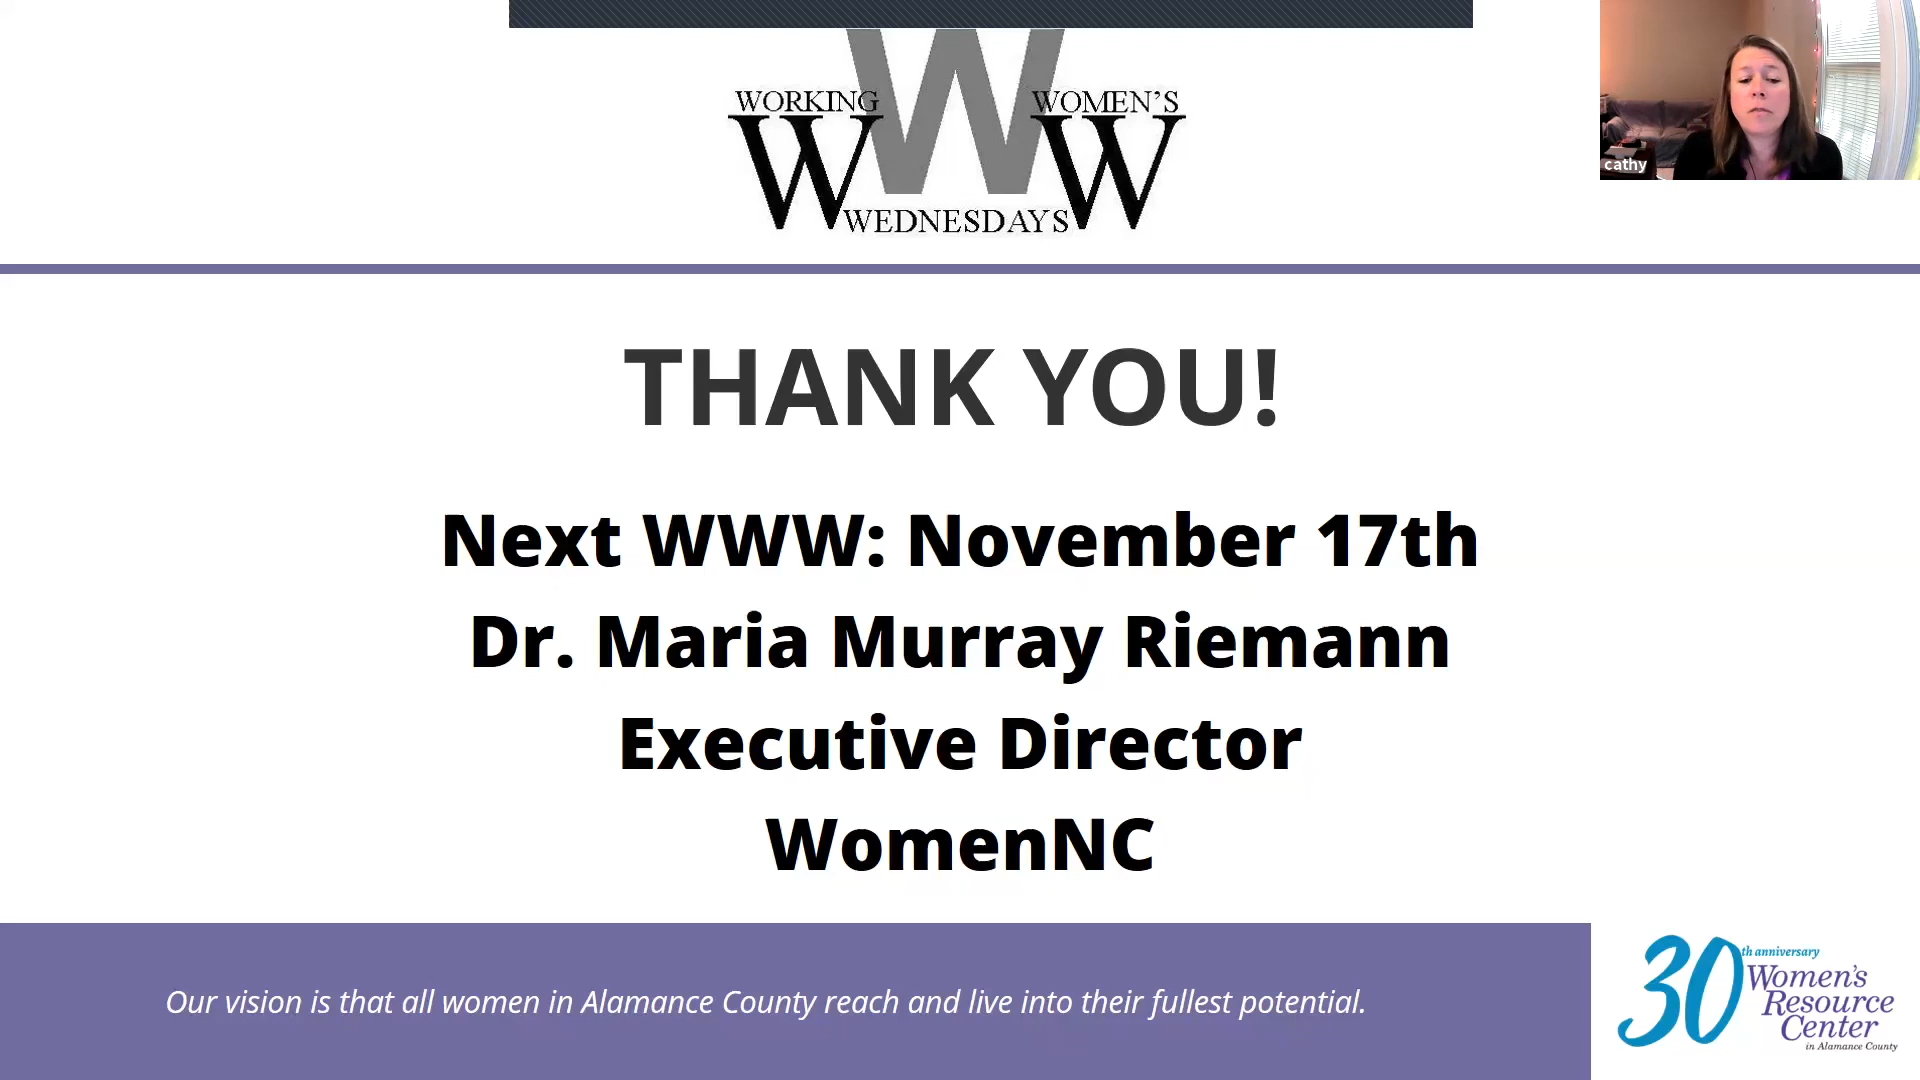 WORKING
WOMEN'S
WEDNESDAYS
W
W
W
cathy
THANK YOU!
Next WWW: November 17th
Dr. Maria Murray Riemann
Executive Director
WomenNC
Our vision is that all women in Alamance County reach and live into their fullest potential.
30th anniversary
Women's
Resource
Center
in Alamance County